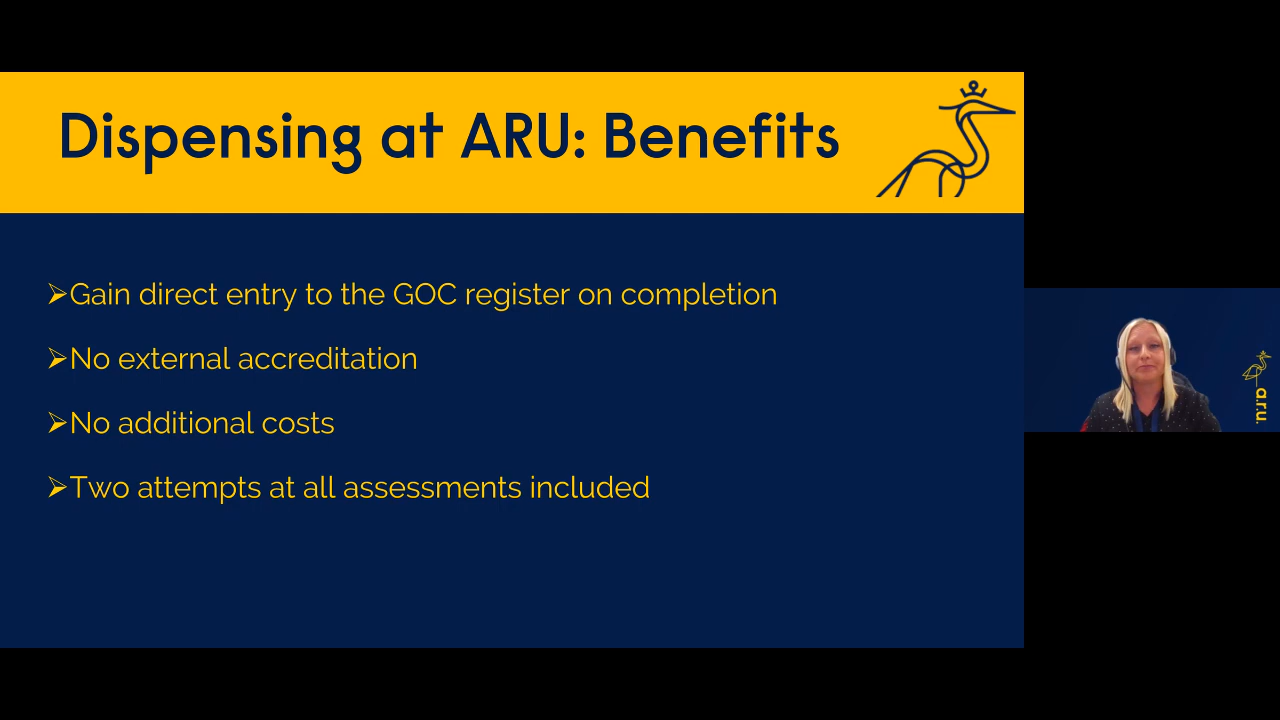 Dispensing at ARU: Benefits
➢Gain direct entry to the GOC register on completion
➢No external accreditation
➢No additional costs
➢Two attempts at all assessments included
a.r.u.